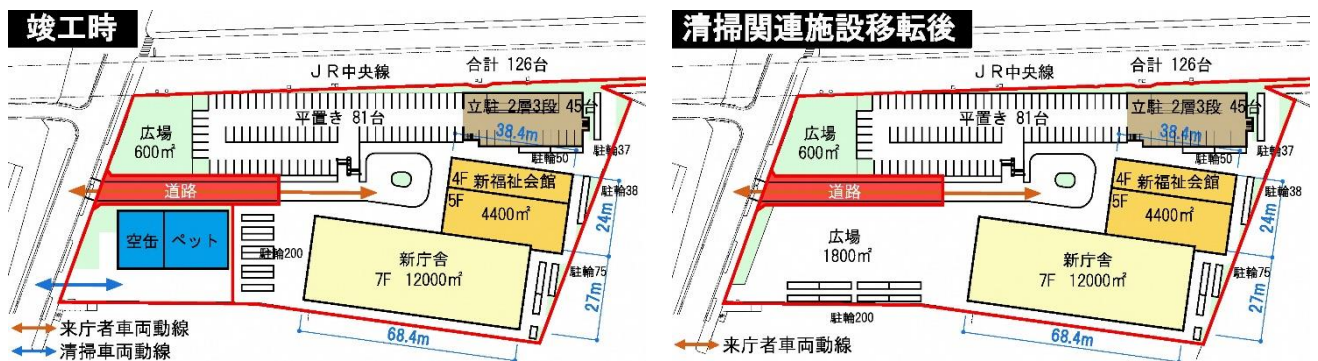 竣工時
JR中央線
合計 126台
立駐 2層3段 45台
平置き 81台
38.4m
広場
600㎡
駐輪50
駐輪37
道路
4F 新福祉会館
5F
4400㎡
駐輪38
24m
空缶
ペット
駐輪200
新庁舎
7F 12000㎡
駐輪75
27m
68.4m
来庁者車両動線
清掃車両動線
清掃関連施設移転後
JR中央線
合計 126台
立駐 2層3段 45台
平置き 81台
38.4m
広場
600㎡
駐輪50
駐輪37
道路
4F 新福祉会館
5F
4400㎡
駐輪38
24m
広場
1800㎡
新庁舎
7F 12000㎡
駐輪75
27m
駐輪200
68.4m
来庁者車両動線